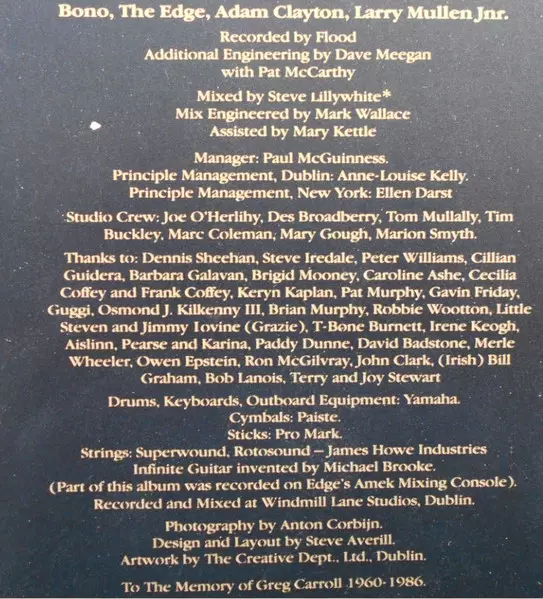 Bono, The Edge, Adam Clayton, Larry Mullen Jnr.
Recorded by Flood
Additional Engineering by Dave Meegan
with Pat McCarthy
Mixed by Steve Lillywhite*
Mix Engineered by Mark Wallace
Assisted by Mary Kettle
Manager: Paul McGuinness.
Principle Management, Dublin: Anne-Louise Kelly.
Principle Management, New York: Ellen Darst
Studio Crew: Joe O'Herlihy, Des Broadberry, Tom Mullally, Tim
Buckley, Marc Coleman, Mary Gough, Marion Smyth.
Thanks to: Dennis Sheehan, Steve Iredale, Peter Williams, Cillian
Guidera, Barbara Galavan, Brigid Mooney, Caroline Ashe, Cecilia
Coffey and Frank Coffey, Keryn Kaplan, Pat Murphy, Gavin Friday,
Guggi, Osmond J. Kilkenny III, Brian Murphy, Robbie Wootton, Little
Steven and Jimmy Iovine (Grazie), T-Bone Burnett, Irene Keogh,
Aislinn, Pearse and Karina, Paddy Dunne, David Badstone, Merle
Wheeler, Owen Epstein, Ron McGilvray, John Clark, (Irish) Bill
Graham, Bob Lanois, Terry and Joy Stewart
Drums, Keyboards, Outboard Equipment: Yamaha.
Cymbals: Paiste.
Sticks: Pro Mark.
Strings: Superwound, Rotosound – James Howe Industries
Infinite Guitar invented by Michael Brooke.
(Part of this album was recorded on Edge's Amek Mixing Console).
Recorded and Mixed at Windmill Lane Studios, Dublin.
Photography by Anton Corbijn.
Design and Layout by Steve Averill.
Artwork by The Creative Dept., Ltd., Dublin.
To The Memory of Greg Carroll 1960-1986.